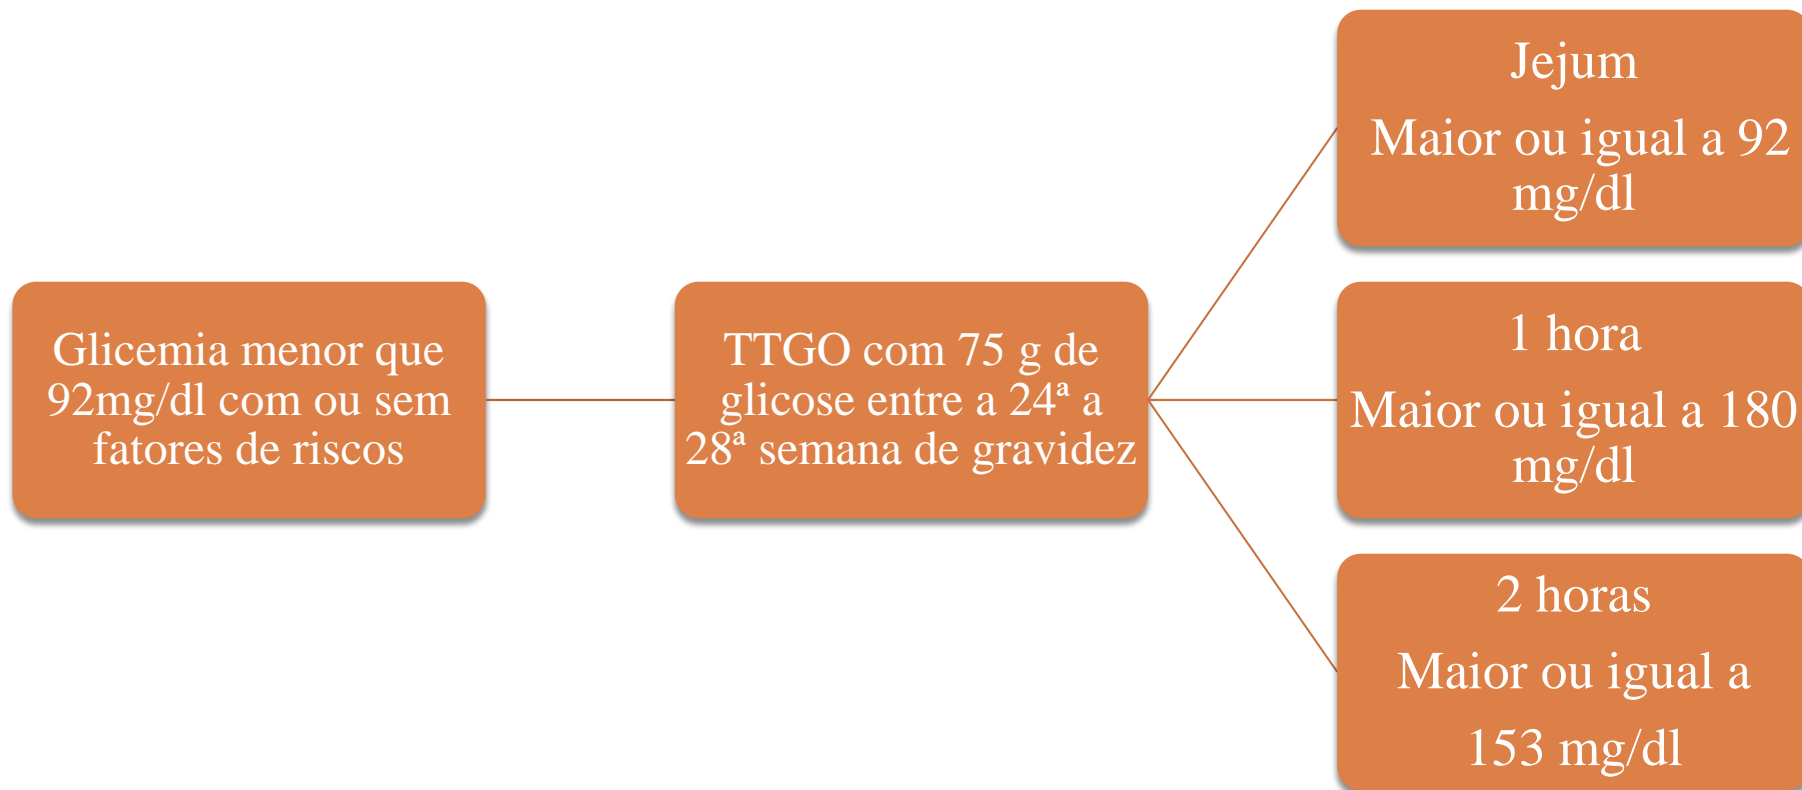 Glicemia menor que
92mg/dl com ou sem
fatores de riscos
TTGO com 75 g de
glicose entre a 24ª a
28ª semana de gravidez
Jejum
Maior ou igual a 92
mg/dl
1 hora
Maior ou igual a 180
mg/dl
2 horas
Maior ou igual a
153 mg/dl